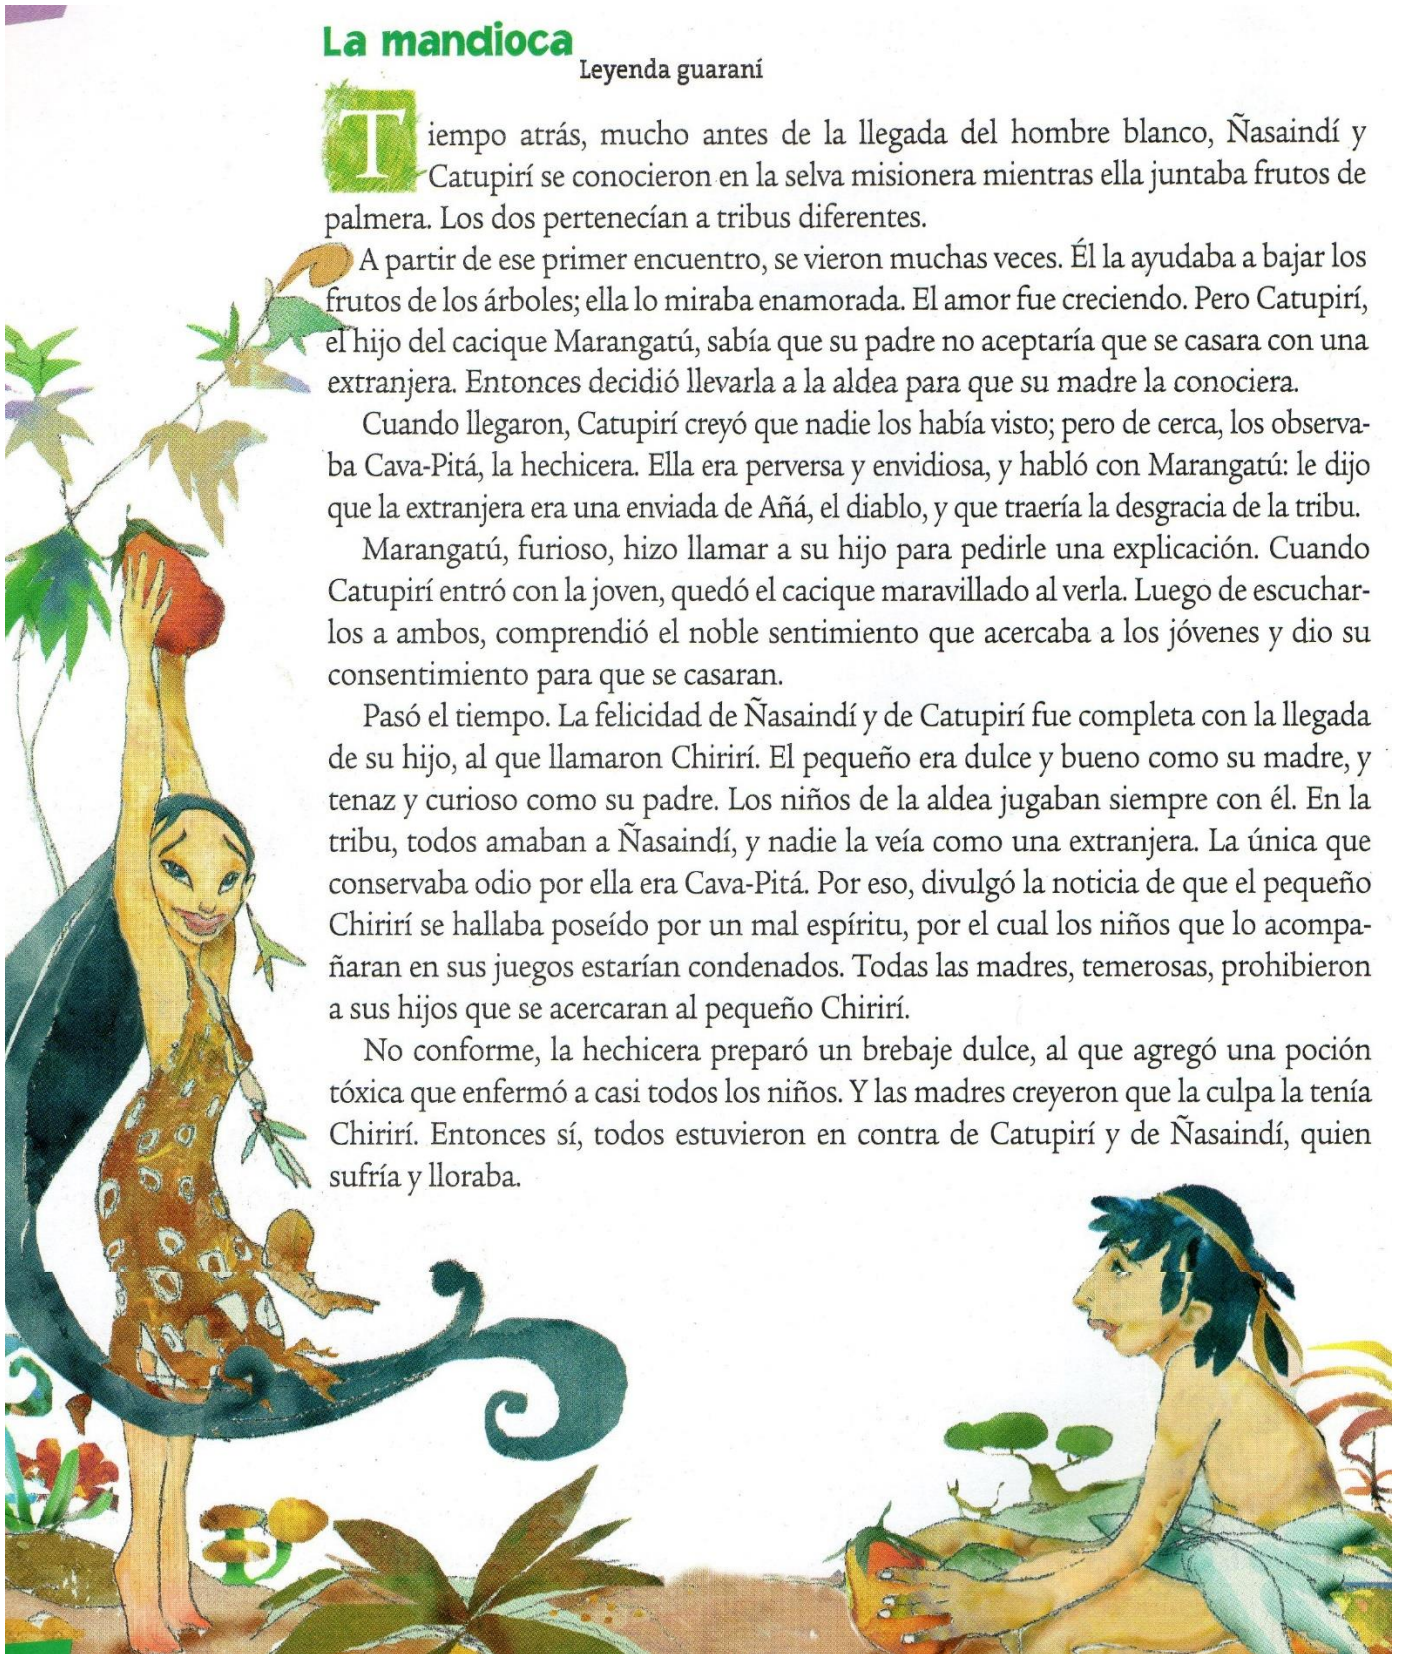 La mandioca
Leyenda guaraní
Tiempo atrás, mucho antes de la llegada del hombre blanco, Ñasaindí y
Catupirí se conocieron en la selva misionera mientras ella juntaba frutos de
palmera. Los dos pertenecían a tribus diferentes.
A partir de ese primer encuentro, se vieron muchas veces. Él la ayudaba a bajar los
frutos de los árboles; ella lo miraba enamorada. El amor fue creciendo. Pero Catupirí,
el hijo del cacique Marangatú, sabía que su padre no aceptaría que se casara con una
extranjera. Entonces decidió llevarla a la aldea para que su madre la conociera.
Cuando llegaron, Catupirí creyó que nadie los había visto; pero de cerca, los observa-
ba Cava-Pitá, la hechicera. Ella era perversa y envidiosa, y habló con Marangatú: le dijo
que la extranjera era una enviada de Añá, el diablo, y que traería la desgracia de la tribu.
Marangatú, furioso, hizo llamar a su hijo para pedirle una explicación. Cuando
Catupirí entró con la joven, quedó el cacique maravillado al verla. Luego de escuchar-
los a ambos, comprendió el noble sentimiento que acercaba a los jóvenes y dio su
consentimiento para que se casaran.
Pasó el tiempo. La felicidad de Ñasaindí y de Catupirí fue completa con la llegada
de su hijo, al que llamaron Chirirí. El pequeño era dulce y bueno como su madre, y
tenaz y curioso como su padre. Los niños de la aldea jugaban siempre con él. En la
tribu, todos amaban a Ñasaindí, y nadie la veía como una extranjera. La única que
conservaba odio por ella era Cava-Pitá. Por eso, divulgó la noticia de que el pequeño
Chirirí se hallaba poseído por un mal espíritu, por el cual los niños que lo acompa-
ñaran en sus juegos estarían condenados. Todas las madres, temerosas, prohibieron
a sus hijos que se acercaran al pequeño Chirirí.
No conforme, la hechicera preparó un brebaje dulce, al que agregó una poción
tóxica que enfermó a casi todos los niños. Y las madres creyeron que la culpa la tenía
Chirirí. Entonces sí, todos estuvieron en contra de Catupirí y de Ñasaindí, quien
sufría y lloraba.